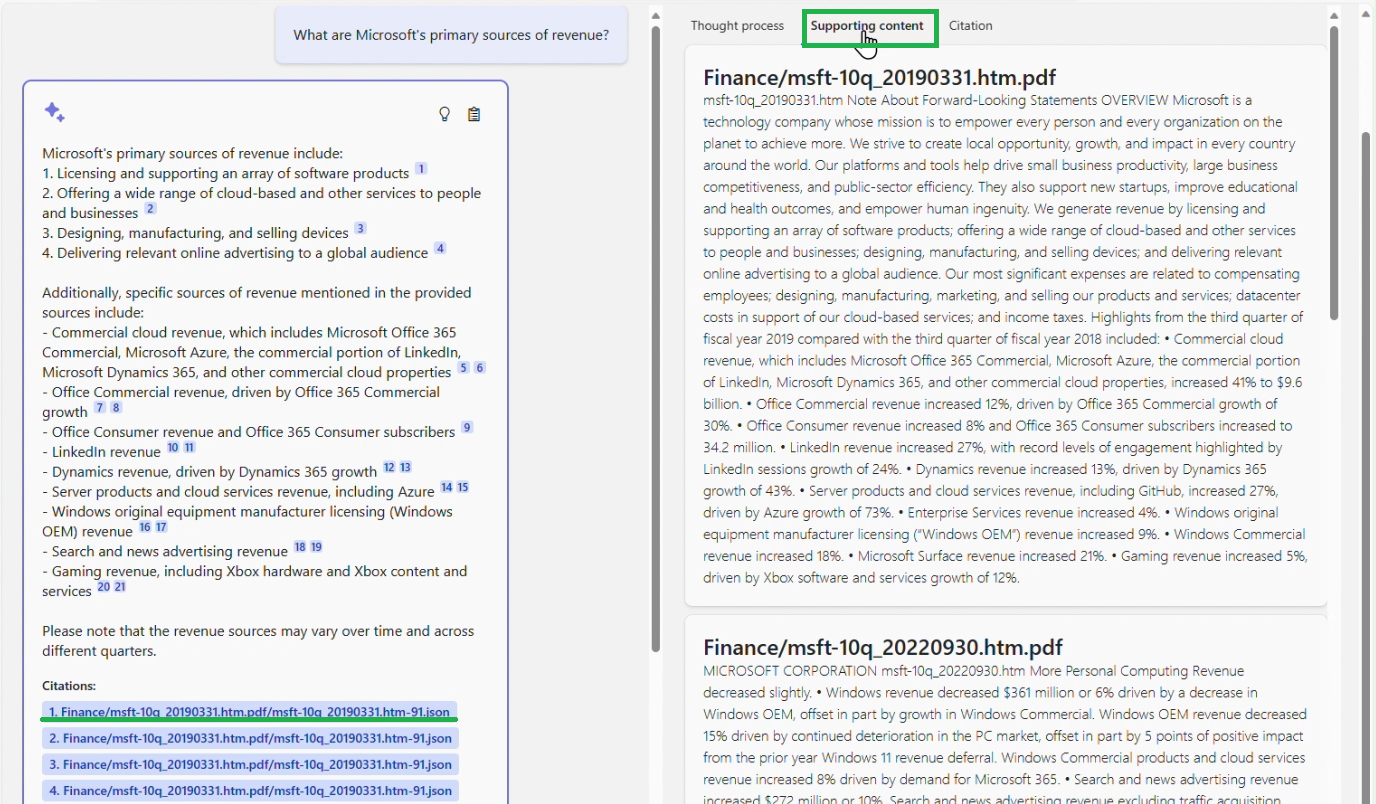 What are Microsoft's primary sources of revenue?
Microsoft's primary sources of revenue include:
1. Licensing and supporting an array of software products 1
2. Offering a wide range of cloud-based and other services to people
and businesses 2
3. Designing, manufacturing, and selling devices 3
4. Delivering relevant online advertising to a global audience 4
Additionally, specific sources of revenue mentioned in the provided
sources include:
- Commercial cloud revenue, which includes Microsoft Office 365
Commercial, Microsoft Azure, the commercial portion of LinkedIn,
Microsoft Dynamics 365, and other commercial cloud properties 5 6
- Office Commercial revenue, driven by Office 365 Commercial
growth 7 8
- Office Consumer revenue and Office 365 Consumer subscribers 9
- LinkedIn revenue 10 11
- Dynamics revenue, driven by Dynamics 365 growth 12 13
- Server products and cloud services revenue, including Azure 14 15
- Windows original equipment manufacturer licensing (Windows
OEM) revenue 16 17
- Search and news advertising revenue 18 19
- Gaming revenue, including Xbox hardware and Xbox content and
services 20 21
Please note that the revenue sources may vary over time and across
different quarters.
Citations:
1. Finance/msft-10q_20190331.htm.pdf/msft-10q_20190331.htm-91.json
2. Finance/msft-10q_20190331.htm.pdf/msft-10q_20190331.htm-91.json
3. Finance/msft-10q_20190331.htm.pdf/msft-10q_20190331.htm-91.json
4. Finance/msft-10q_20190331.htm.pdf/msft-10q_20190331.htm-91.json
Thought process Supporting content Citation
Finance/msft-10q_20190331.htm.pdf
msft-10q_20190331.htm Note About Forward-Looking Statements OVERVIEW Microsoft is a
technology company whose mission is to empower every person and every organization on the
planet to achieve more. We strive to create local opportunity, growth, and impact in every country
around the world. Our platforms and tools help drive small business productivity, large business
competitiveness, and public-sector efficiency. They also support new startups, improve educational
and health outcomes, and empower human ingenuity. We generate revenue by licensing and
supporting an array of software products; offering a wide range of cloud-based and other services
to people and businesses; designing, manufacturing, and selling devices; and delivering relevant
online advertising to a global audience. Our most significant expenses are related to compensating
employees; designing, manufacturing, marketing, and selling our products and services; datacenter
costs in support of our cloud-based services; and income taxes. Highlights from the third quarter of
fiscal year 2019 compared with the third quarter of fiscal year 2018 included: • Commercial cloud
revenue, which includes Microsoft Office 365 Commercial, Microsoft Azure, the commercial portion
of LinkedIn, Microsoft Dynamics 365, and other commercial cloud properties, increased 41% to $9.6
billion. • Office Commercial revenue increased 12%, driven by Office 365 Commercial growth of
30%. • Office Consumer revenue increased 8% and Office 365 Consumer subscribers increased to
34.2 million. • LinkedIn revenue increased 27%, with record levels of engagement highlighted by
LinkedIn sessions growth of 24%. • Dynamics revenue increased 13%, driven by Dynamics 365
growth of 43%. • Server products and cloud services revenue, including GitHub, increased 27%,
driven by Azure growth of 73%. • Enterprise Services revenue increased 4%. • Windows original
equipment manufacturer licensing (“Windows OEM”) revenue increased 9%. • Windows Commercial
revenue increased 18%. • Microsoft Surface revenue increased 21%. • Gaming revenue increased 5%,
driven by Xbox software and services growth of 12%.
Finance/msft-10q_20220930.htm.pdf
MICROSOFT CORPORATION msft-10q_20220930.htm More Personal Computing Revenue
decreased slightly. • Windows revenue decreased $361 million or 6% driven by a decrease in
Windows OEM, offset in part by growth in Windows Commercial. Windows OEM revenue decreased
15% driven by continued deterioration in the PC market, offset in part by 5 points of positive impact
from the prior year Windows 11 revenue deferral. Windows Commercial products and cloud services
revenue increased 8% driven by demand for Microsoft 365. • Search and news advertising revenue
increased $272 million or 10%. Search and news advertising revenue excluding traffic acquisition